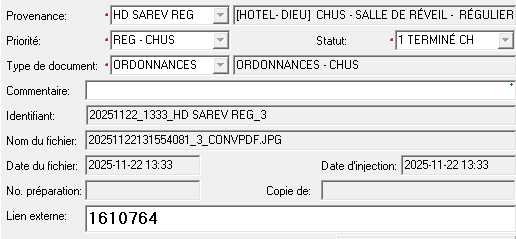 Provenance: HD SAREV REG [HOTEL- DIEU] CHUS - SALLE DE RÉVEIL - RÉGULIER
Priorité: REG - CHUS Statut: 1 TERMINÉ CH
Type de document: ORDONNANCES ORDONNANCES - CHUS
Commentaire:
Identifiant: 20251122_1333_HD SAREV REG_3
Nom du fichier: 20251122131554081_3_CONVPDF.JPG
Date du fichier: 2025-11-22 13:33 Date d'injection: 2025-11-22 13:33
No. préparation: Copie de:
Lien externe: 1610764